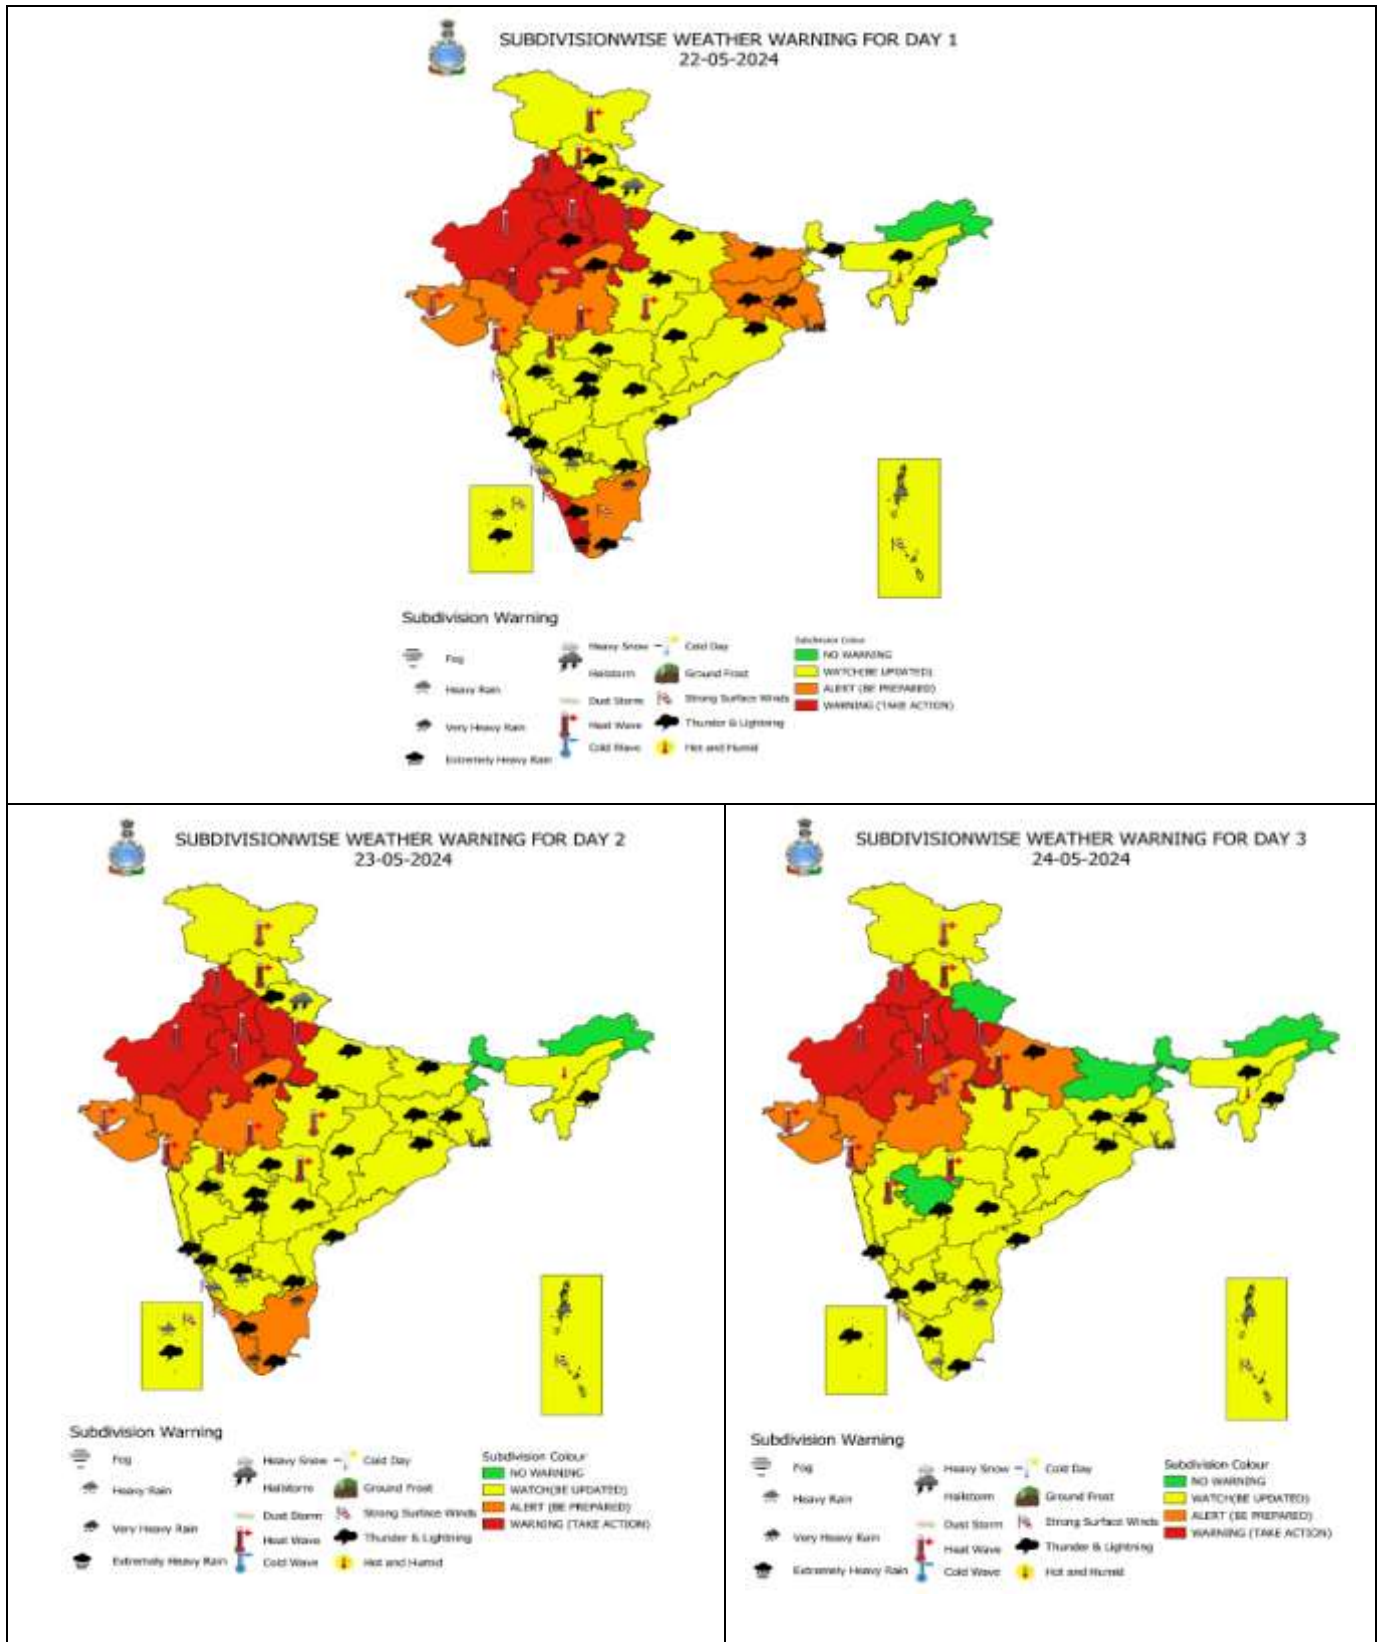 SUBDIVISIONWISE WEATHER WARNING FOR DAY 1
22-05-2024
Subdivision Warning
Fog
Heavy Rain
Very Heavy Rain
Extremely Heavy Rain
Heavy Snow
Hailstorm
Dust Storm
Heat Wave
Cold Wave
Cold Day
Ground Frost
Strong Surface Winds
Thunder & Lightning
Hot and Humid
Subdivision Colour
NO WARNING
WATCH(BE UPDATED)
ALERT (BE PREPARED)
WARNING (TAKE ACTION)
SUBDIVISIONWISE WEATHER WARNING FOR DAY 2
23-05-2024
Subdivision Warning
Fog
Heavy Rain
Very Heavy Rain
Extremely Heavy Rain
Heavy Snow
Hailstorm
Dust Storm
Heat Wave
Cold Wave
Cold Day
Ground Frost
Strong Surface Winds
Thunder & Lightning
Hot and Humid
Subdivision Colour
NO WARNING
WATCH(BE UPDATED)
ALERT (BE PREPARED)
WARNING (TAKE ACTION)
SUBDIVISIONWISE WEATHER WARNING FOR DAY 3
24-05-2024
Subdivision Warning
Fog
Heavy Rain
Very Heavy Rain
Extremely Heavy Rain
Heavy Snow
Hailstorm
Dust Storm
Heat Wave
Cold Wave
Cold Day
Ground Frost
Strong Surface Winds
Thunder & Lightning
Hot and Humid
Subdivision Colour
NO WARNING
WATCH(BE UPDATED)
ALERT (BE PREPARED)
WARNING (TAKE ACTION)